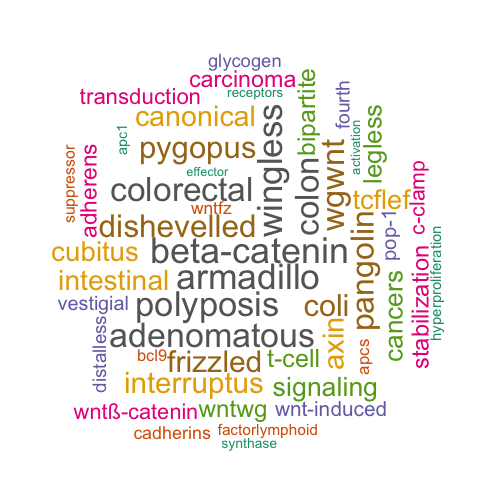 glycogen
carcinoma
receptors
transduction
canonical
bipartite
fourth
apc1
wingless
activation
legless
suppressor
adherens
pygopus
effector
colorectal
colon
wgwnt
tcflef
c-clamp
wntfz
dishevelled
pop-1
hyperproliferation
cubitus
beta-catenin
pangolin
intestinal
armadillo
stabilization
vestigial
polyposis
coli
cancers
distalless
adenomatous
axin
apcs
bcl9
frizzled
t-cell
interruptus
signaling
wntß-catenin
wntwg
wnt-induced
cadherins
factorlymphoid
synthase